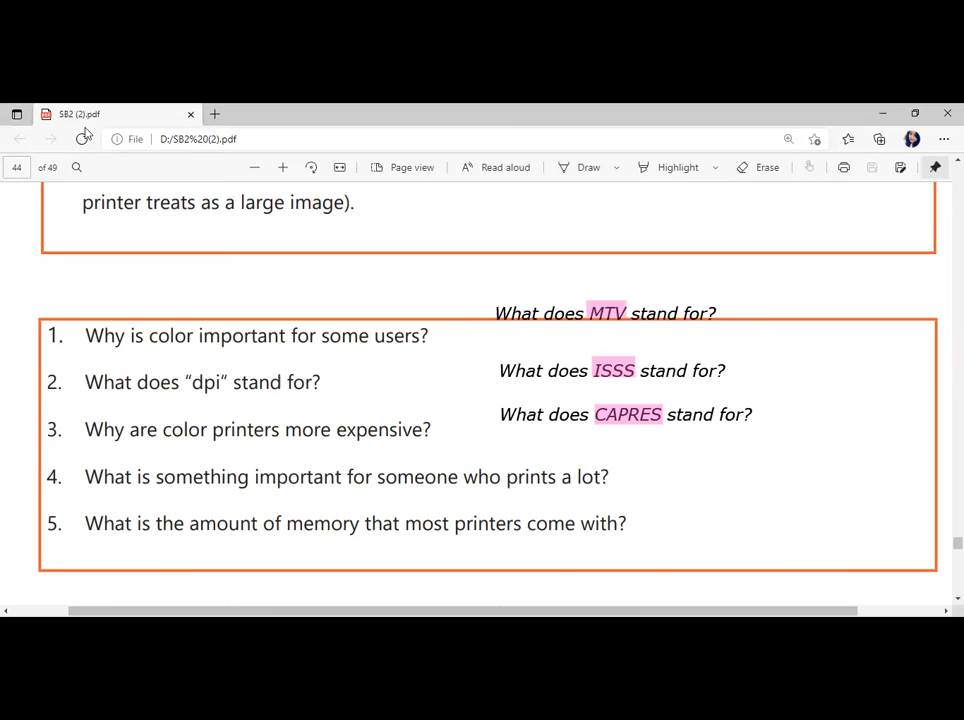 SB2 (2).pdf
File D:/SB2%20(2).pdf
44 of 49 Page view Read aloud Draw Highlight Erase
printer treats as a large image).
What does MTV stand for?
1. Why is color important for some users?
What does ISSS stand for?
2. What does “dpi“ stand for?
What does CAPRES stand for?
3. Why are color printers more expensive?
4. What is something important for someone who prints a lot?
5. What is the amount of memory that most printers come with?